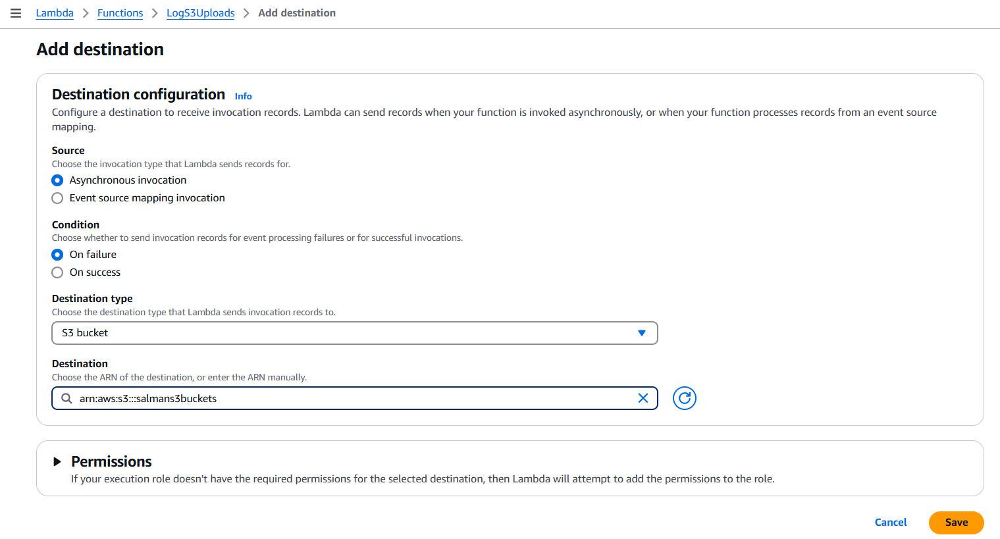 Lambda > Functions > LogS3Uploads > Add destination
Add destination
Destination configuration Info
Configure a destination to receive invocation records. Lambda can send records when your function is invoked asynchronously, or when your function processes records from an event source
mapping.
Source
Choose the invocation type that Lambda sends records for.
Asynchronous invocation
Event source mapping invocation
Condition
Choose whether to send invocation records for event processing failures or for successful invocations.
On failure
On success
Destination type
Choose the destination type that Lambda sends invocation records to.
S3 bucket
Destination
Choose the ARN of the destination, or enter the ARN manually.
arn:aws:s3:::salmans3buckets
Permissions
If your execution role doesn't have the required permissions for the selected destination, then Lambda will attempt to add the permissions to the role.
Cancel Save